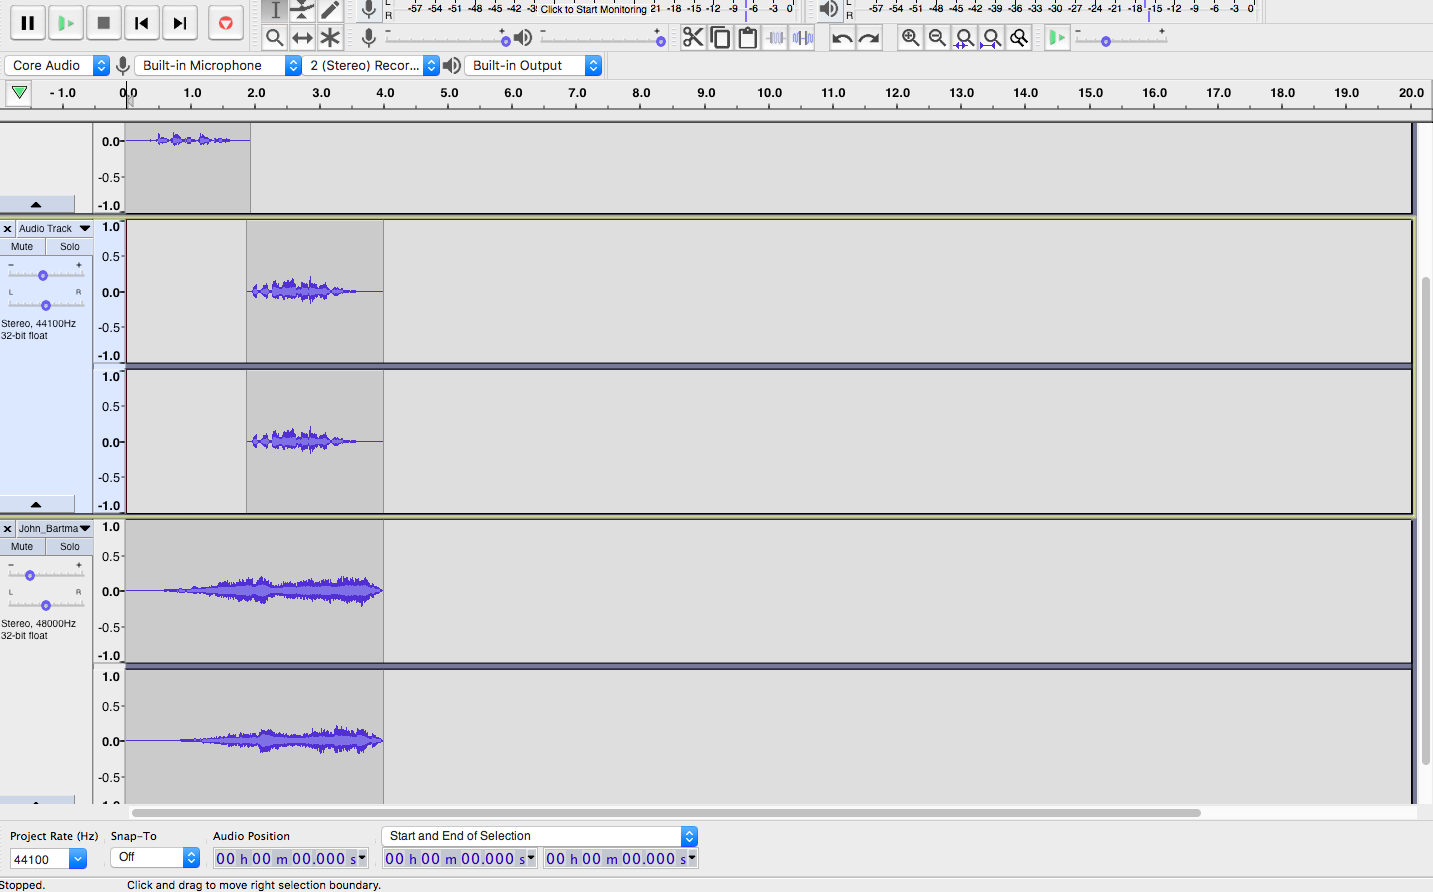 L R -57 -54 -51 -48 -45 -42 -3 Click to Start Monitoring 21 -18 -15 -12 -9 -6 -3 0 L R -57 -54 -51 -48 -45 -42 -39 -36 -33 -30 -27 -24 -21 -18 -15 -12 -9 -6 -3 0
- + - + - +
Core Audio Built-in Microphone 2 (Stereo) Recor... Built-in Output
- 1.0 0.0 1.0 2.0 3.0 4.0 5.0 6.0 7.0 8.0 9.0 10.0 11.0 12.0 13.0 14.0 15.0 16.0 17.0 18.0 19.0 20.0
0.0
-0.5
-1.0
x Audio Track 1.0
Mute Solo
- + 0.5
L R 0.0
Stereo, 44100Hz -0.5
32-bit float
-1.0
1.0
0.5
0.0
-0.5
-1.0
x John_Bartma 1.0
Mute Solo
- + 0.5
L R 0.0
Stereo, 48000Hz -0.5
32-bit float
-1.0
1.0
0.5
0.0
-0.5
Project Rate (Hz) Snap-To Audio Position Start and End of Selection
44100 Off 00 h 00 m 00.000 s 00 h 00 m 00.000 s 00 h 00 m 00.000 s
Stopped. Click and drag to move right selection boundary.